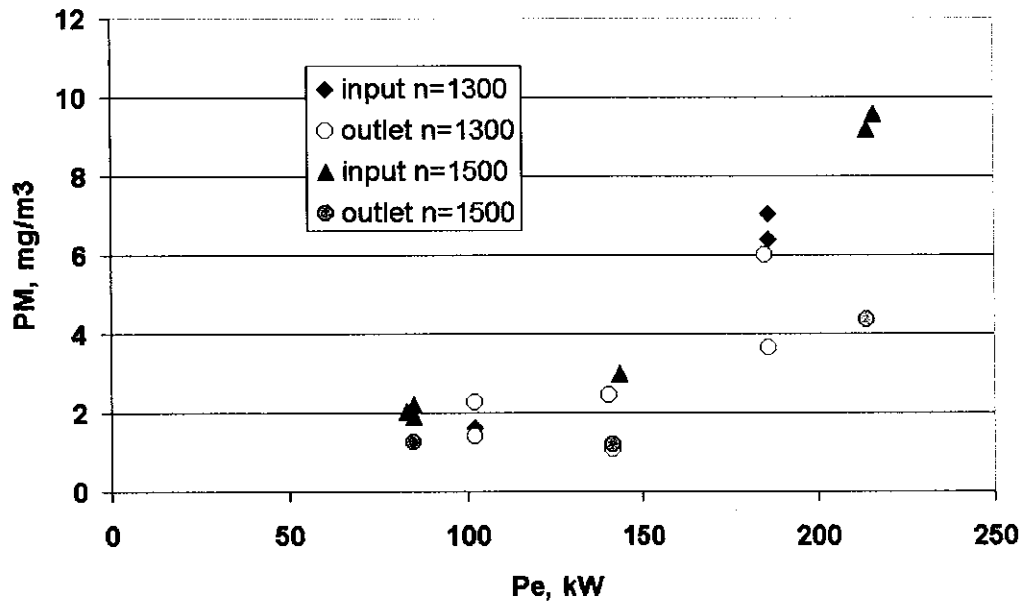 12
10
8
6
4
2
0
PM, mg/m3
input n=1300
outlet n=1300
input n=1500
outlet n=1500
0 50 100 150 200 250
Pe, kW